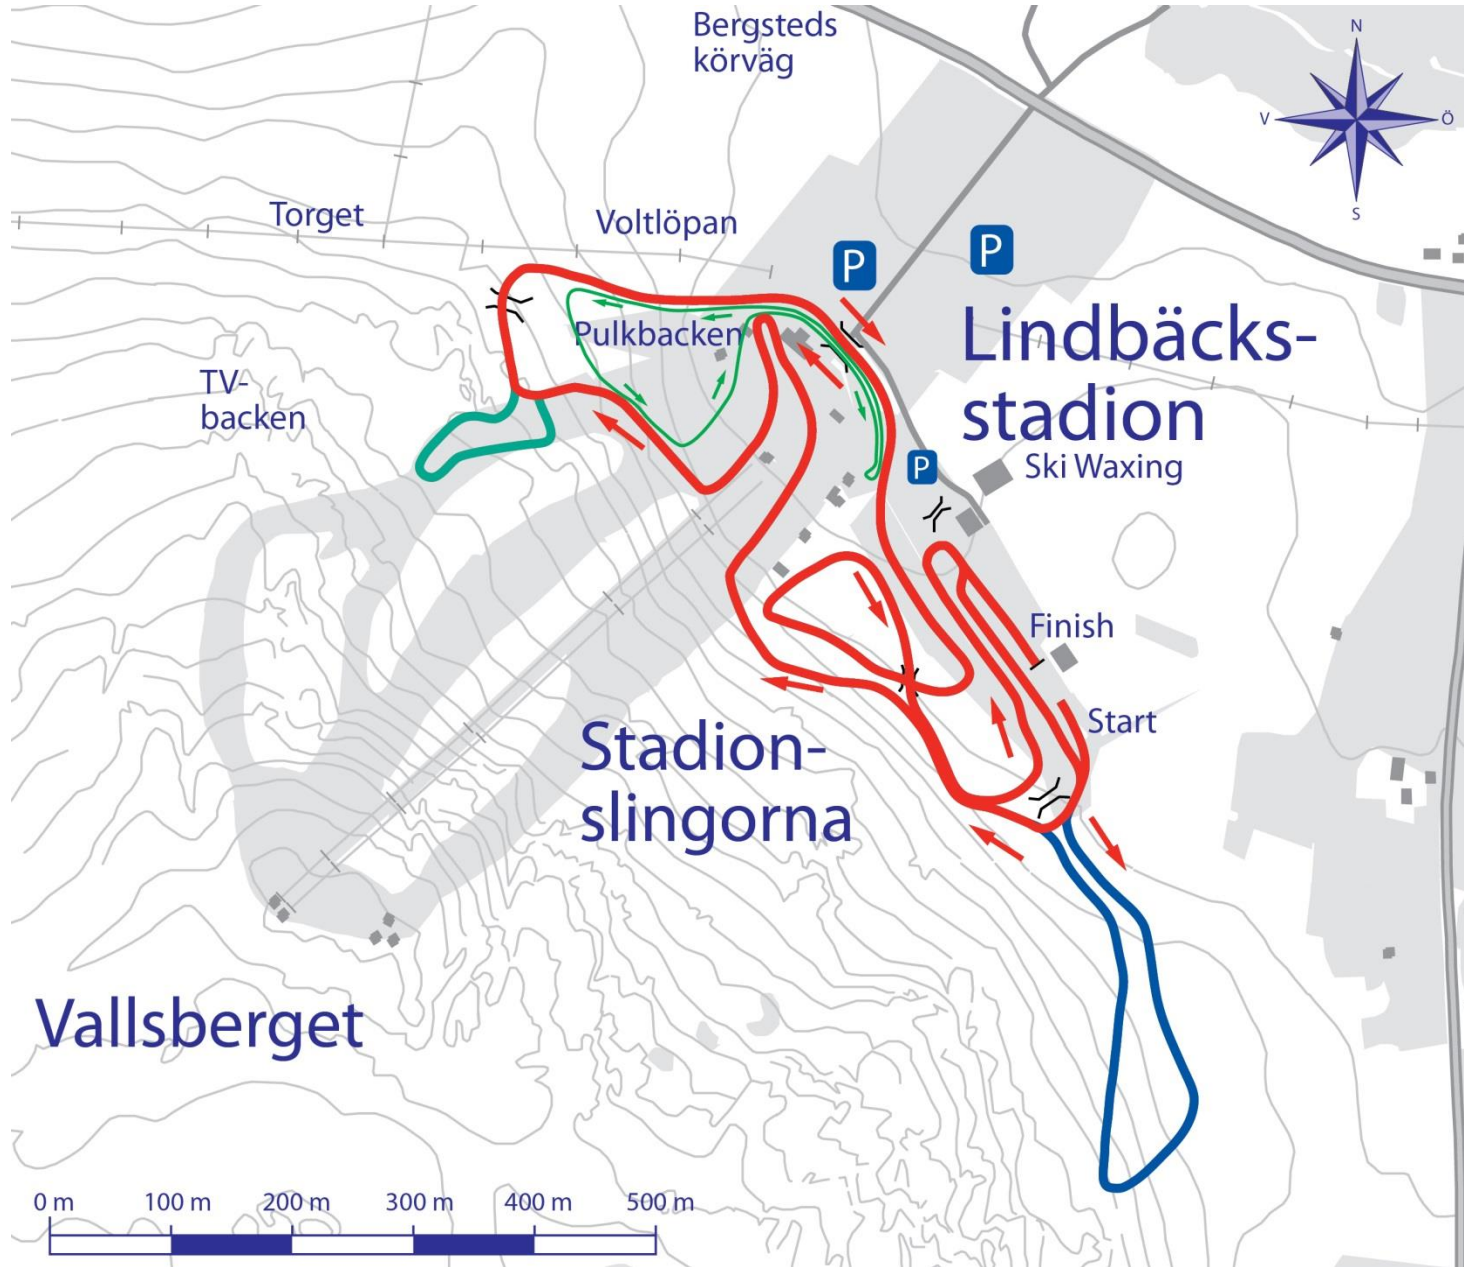 Bergsteds
körväg
N
V
Ö
S
Torget
Voltlöpan
P
P
Pulkbacken
Lindbäcks-
stadion
TV-
backen
P
Ski Waxing
Finish
Start
Stadion-
slingorna
Vallsberget
0 m
100 m
200 m
300 m
400 m
500 m